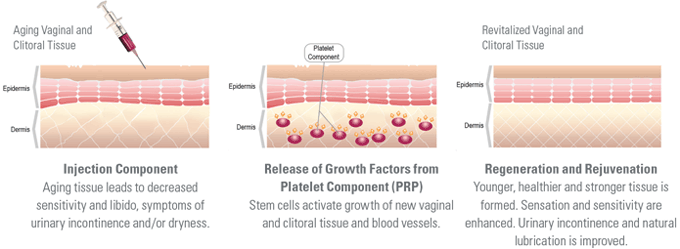 Aging Vaginal and
Clitoral Tissue
Epidermis
Dermis
Injection Component
Aging tissue leads to decreased
sensitivity and libido, symptoms of
urinary incontinence and/or dryness.
Platelet
Component
Epidermis
Dermis
Release of Growth Factors from
Platelet Component (PRP)
Stem cells activate growth of new vaginal
and clitoral tissue and blood vessels.
Revitalized Vaginal and
Clitoral Tissue
Epidermis
Dermis
Regeneration and Rejuvenation
Younger, healthier and stronger tissue is
formed. Sensation and sensitivity are
enhanced. Urinary incontinence and natural
lubrication is improved.